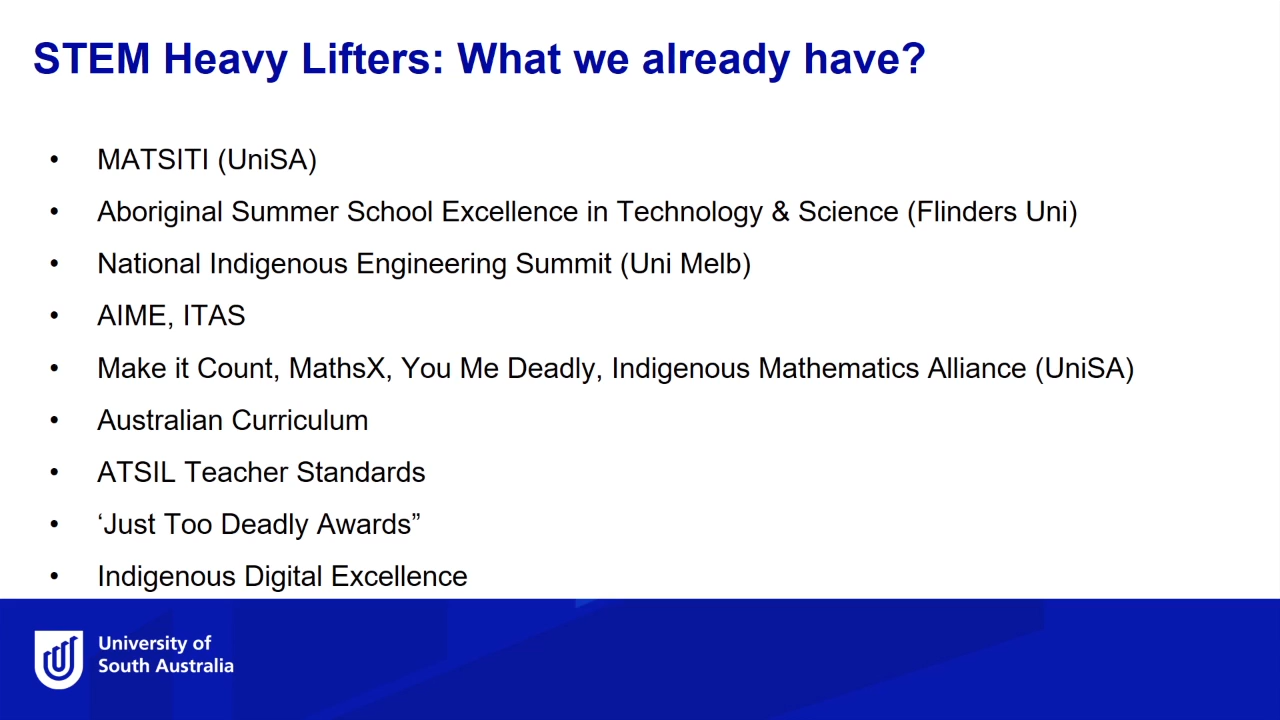 STEM Heavy Lifters: What we already have?
• MATSITI (UniSA)
• Aboriginal Summer School Excellence in Technology & Science (Flinders Uni)
• National Indigenous Engineering Summit (Uni Melb)
• AIME, ITAS
• Make it Count, MathsX, You Me Deadly, Indigenous Mathematics Alliance (UniSA)
• Australian Curriculum
• ATSIL Teacher Standards
• ‘Just Too Deadly Awards”
• Indigenous Digital Excellence
University of
South Australia